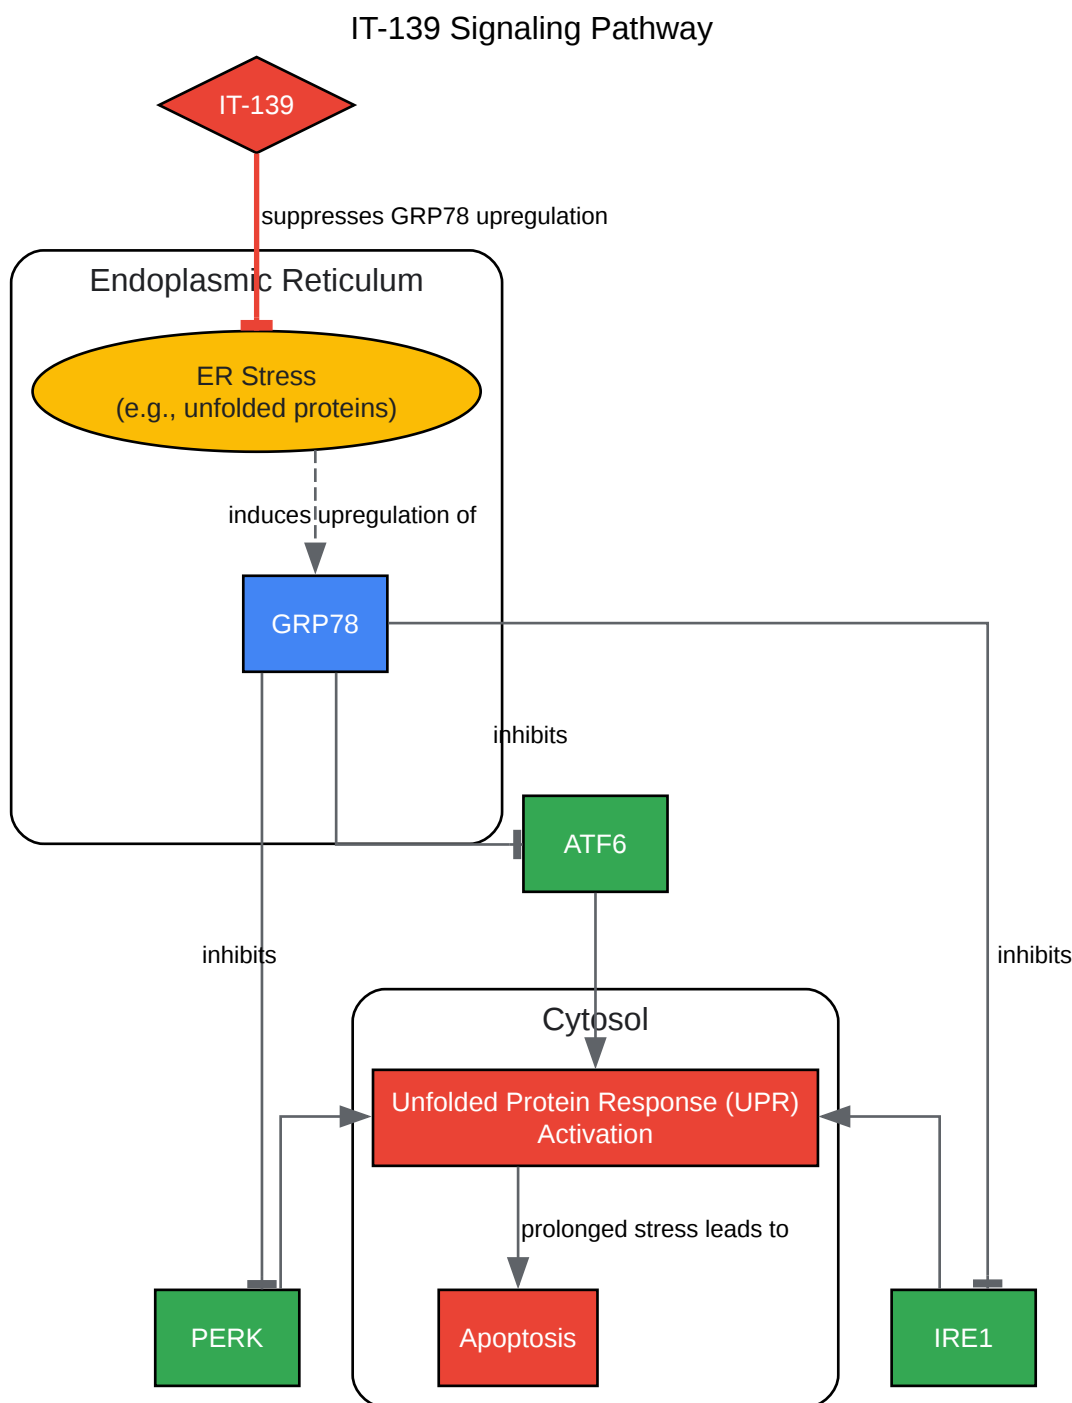 IT-139 Signaling Pathway
IT-139
suppresses GRP78 upregulation
Endoplasmic Reticulum
ER Stress
(e.g., unfolded proteins)
induces upregulation of
GRP78
inhibits
ATF6
inhibits
inhibits
Cytosol
Unfolded Protein Response (UPR)
Activation
prolonged stress leads to
PERK
Apoptosis
IRE1